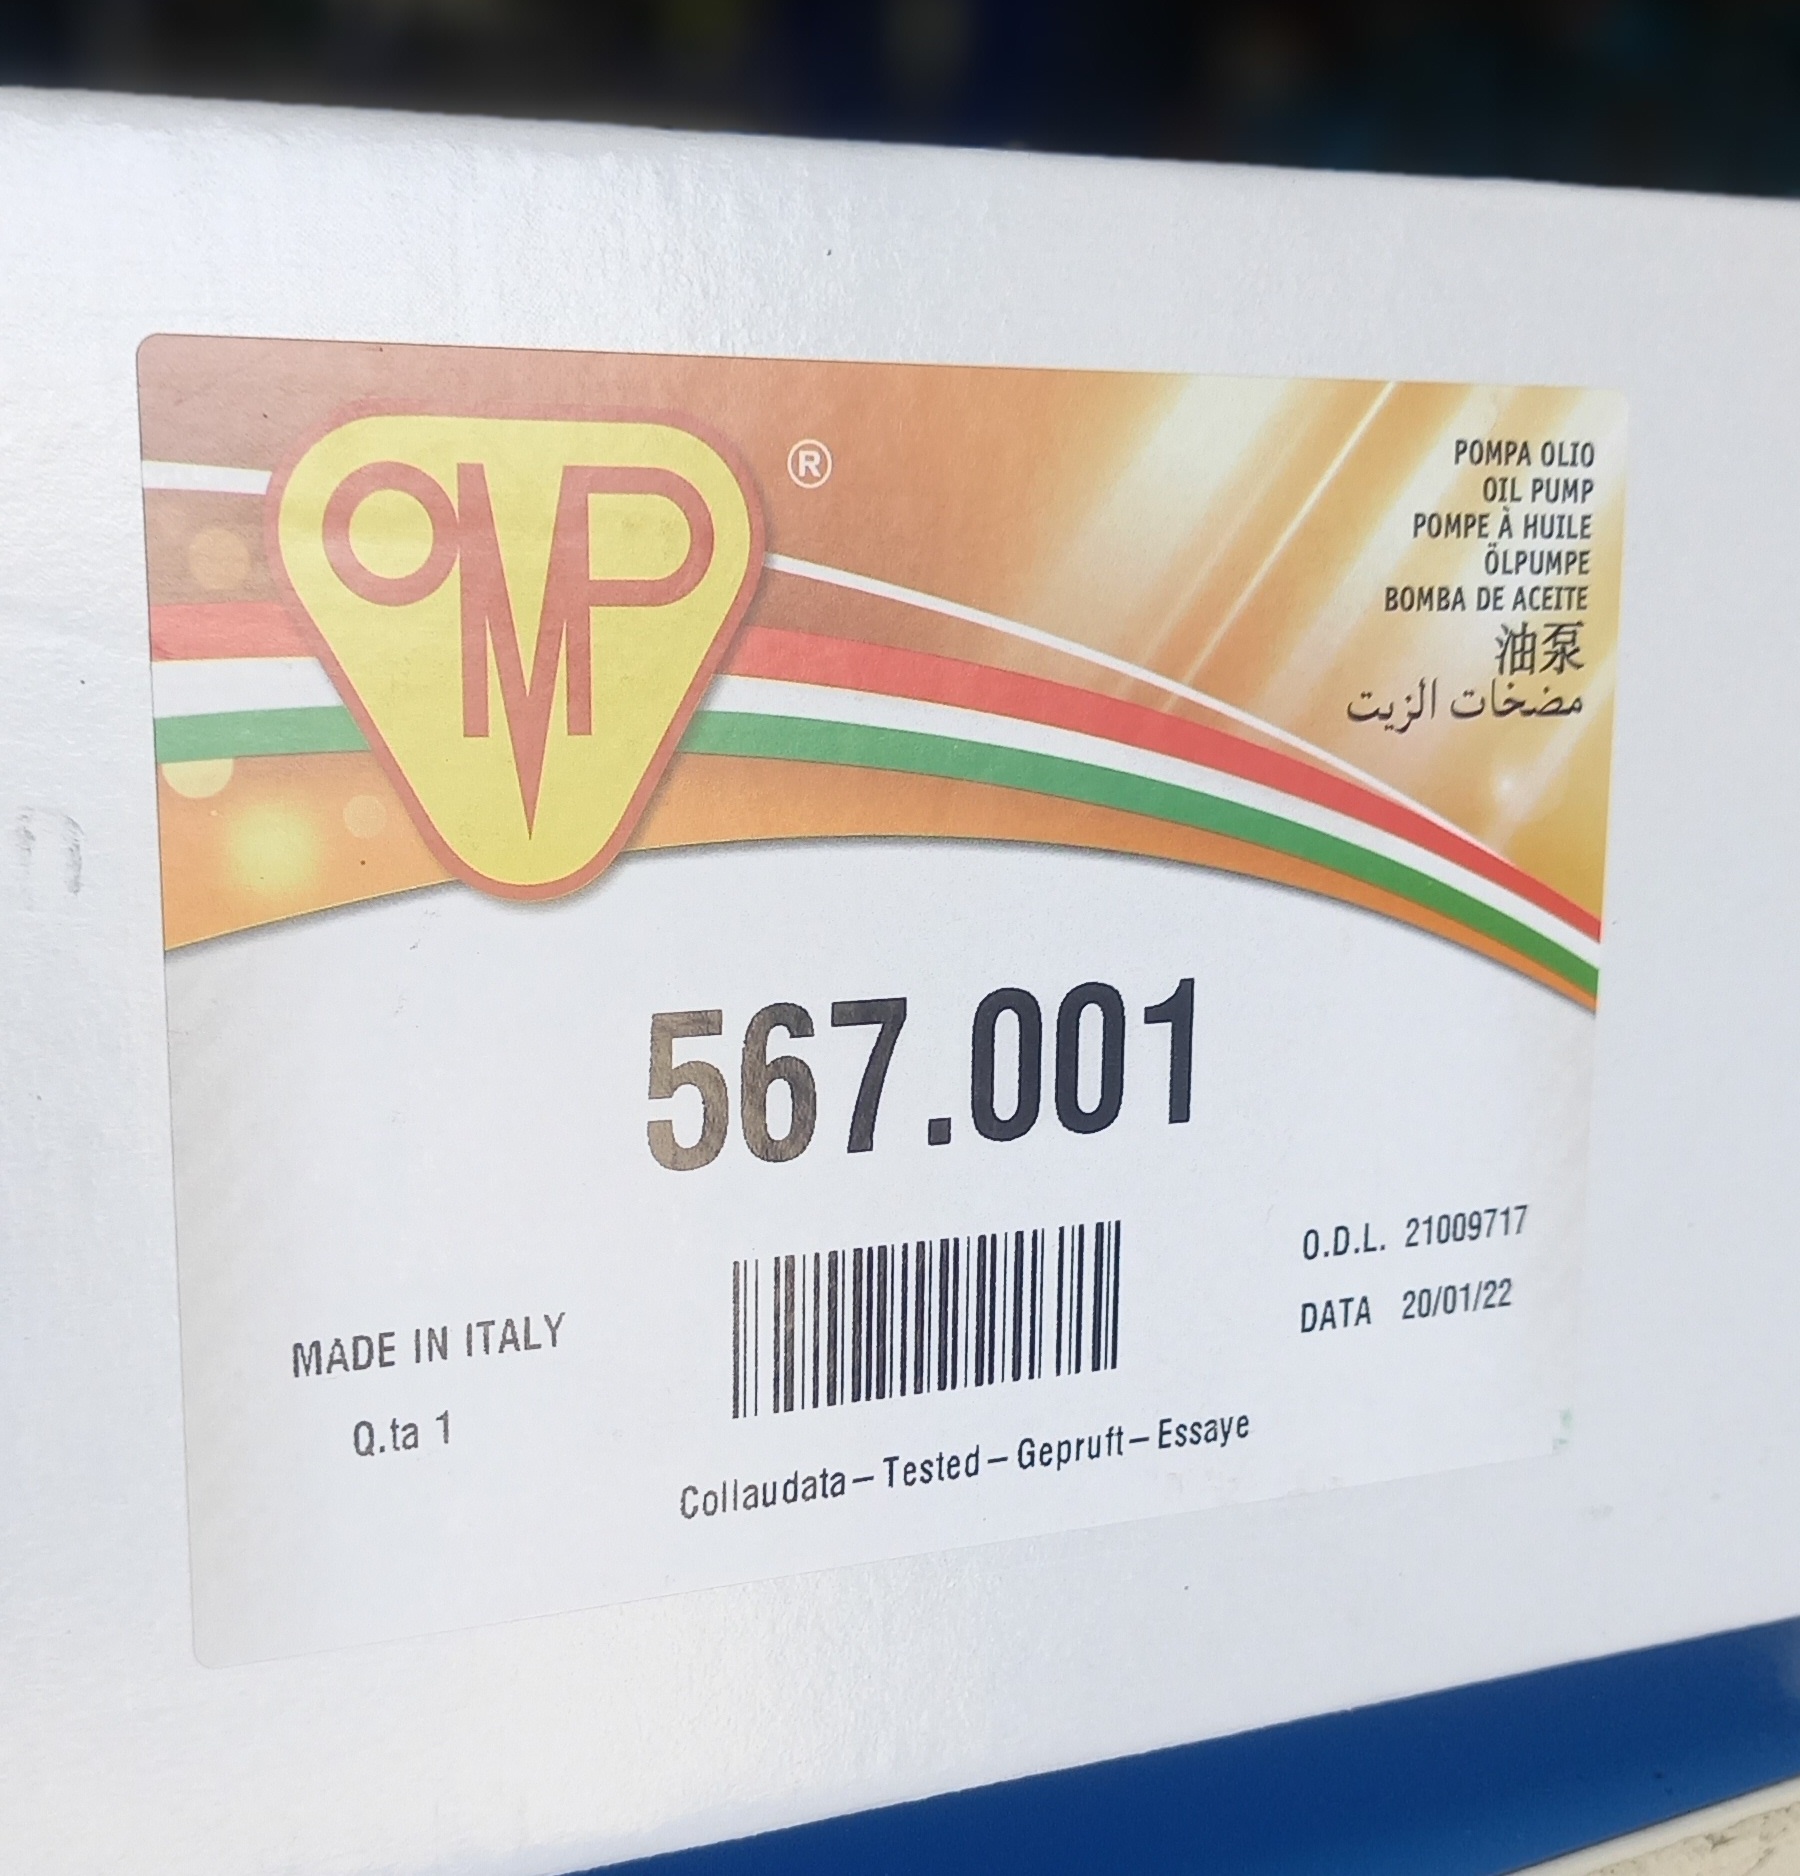 OMP ®
POMPA OLIO
OIL PUMP
POMPE À HUILE
ÖLPUMPE
BOMBA DE ACEITE
油泵
مضخات الزيت
567.001
O.D.L. 21009717
DATA 20/01/22
MADE IN ITALY
Q.ta 1
Collaudata – Tested – Gepruft – Essaye